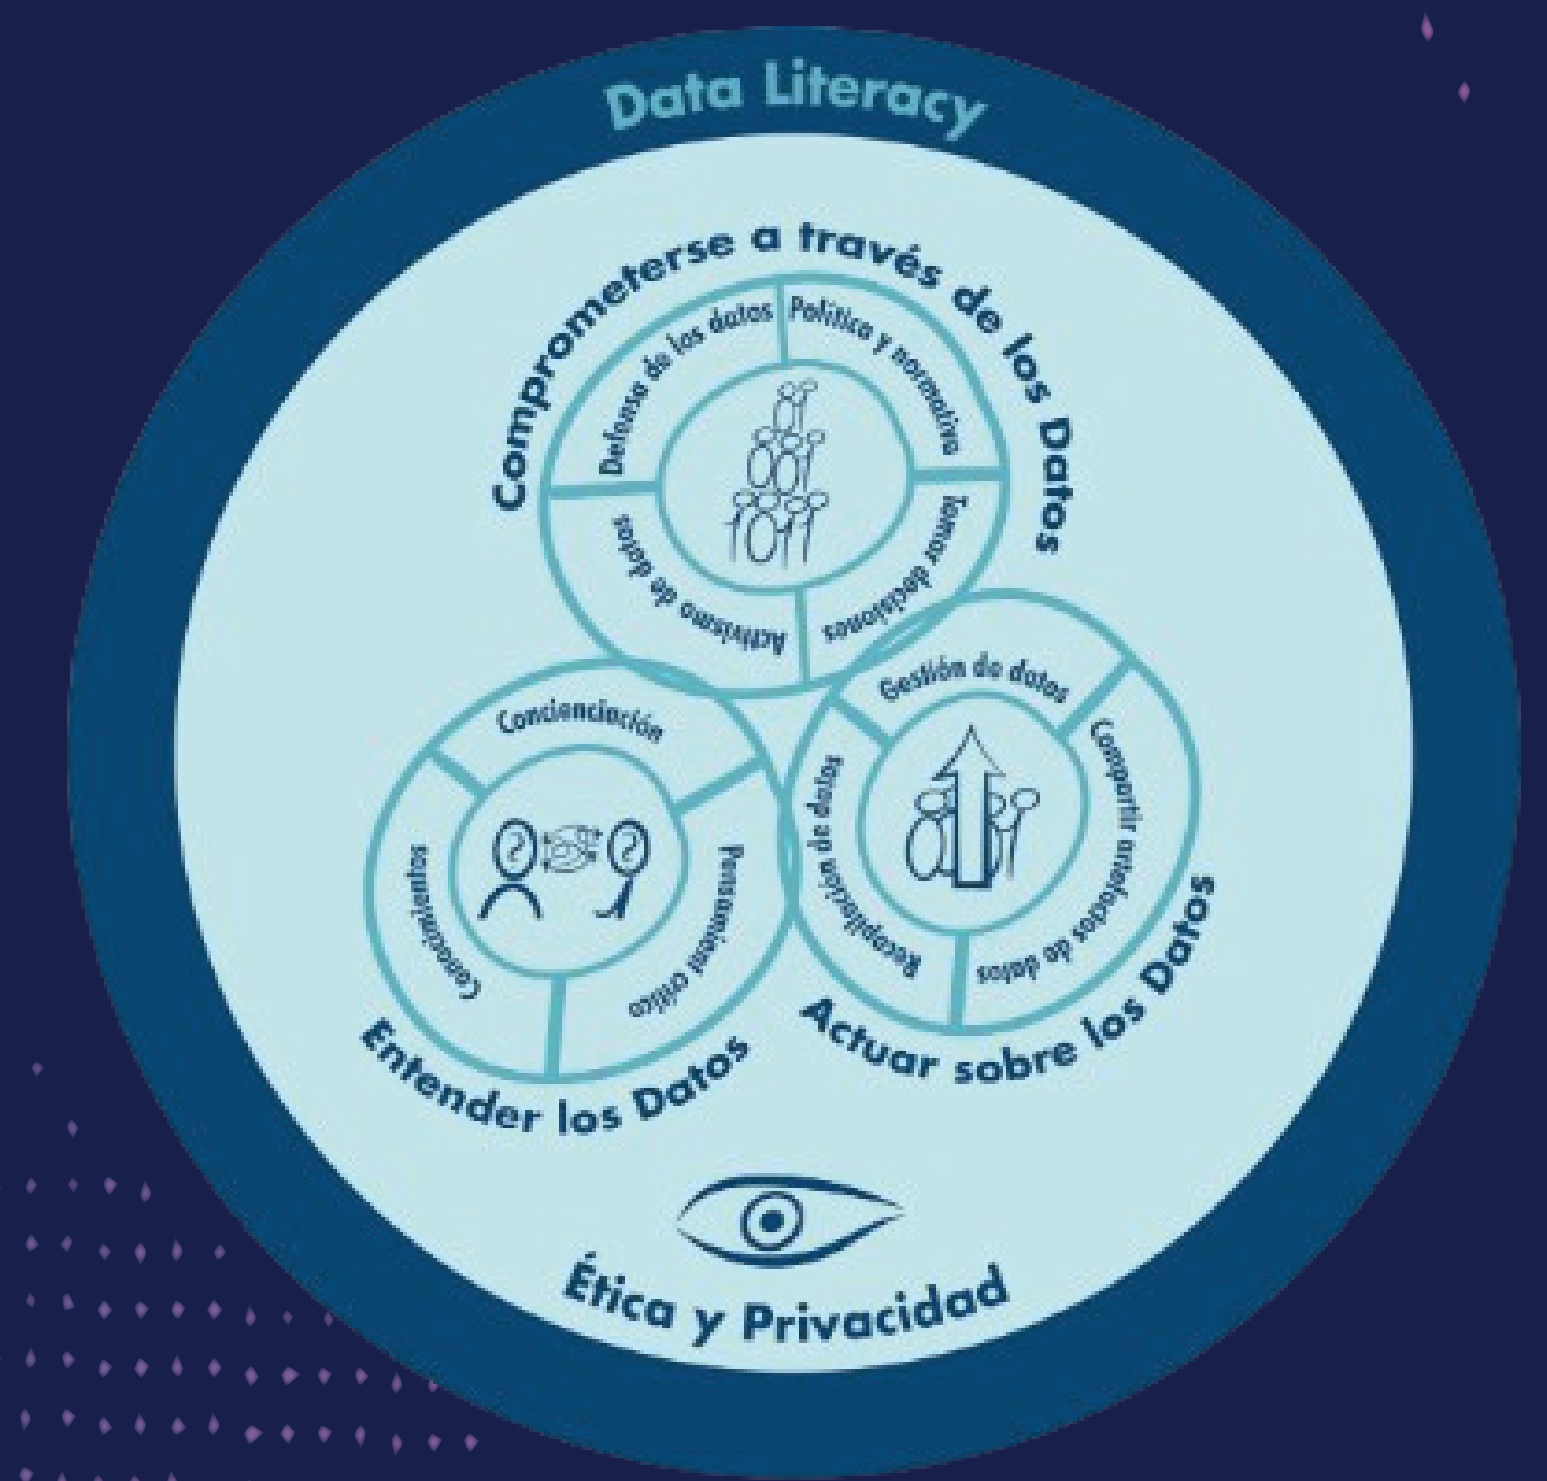 Data Literacy
Comprometerse a través de los Datos
Defensa de los datos
Política y normativa
Tomar decisiones
Activismo de datos
Concienciación
Pensamient crítico
Conocimientos
Entender los Datos
Gestión de datos
Compartir artefactos de datos
Recopilación de datos
Actuar sobre los Datos
Ética y Privacidad